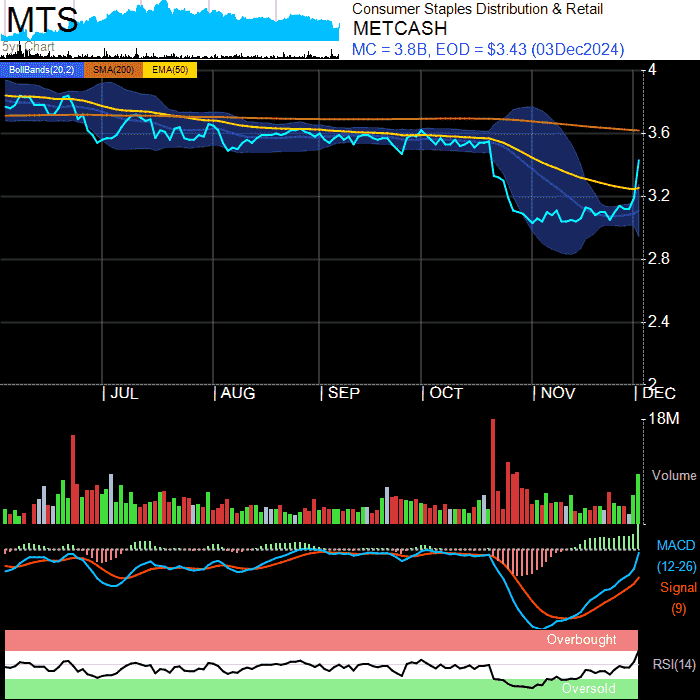 MTS
5yr Chart
Consumer Staples Distribution & Retail
METCASH
MC = 3.8B, EOD = $3.43 (03Dec2024)
BollBands(20,2) SMA(200) EMA(50)
4
3.6
3.2
2.8
2.4
2
JUL AUG SEP OCT NOV DEC
18M
Volume
MACD
(12-26)
Signal
(9)
Overbought
RSI(14)
Oversold